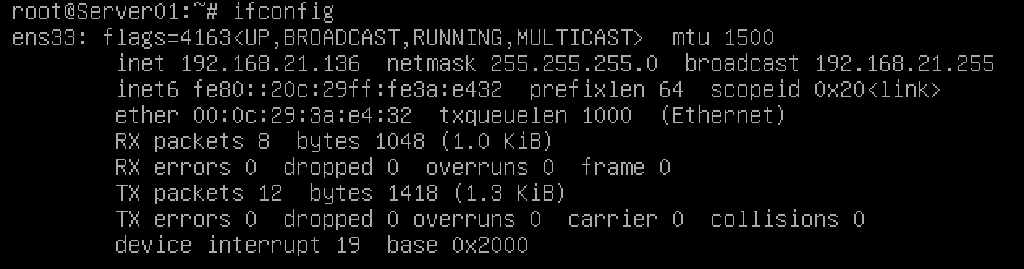 root@Server01:~# ifconfig
ens33: flags=4163<UP,BROADCAST,RUNNING,MULTICAST>  mtu 1500
        inet 192.168.21.136  netmask 255.255.255.0  broadcast 192.168.21.255
        inet6 fe80::20c:29ff:fe3a:e432  prefixlen 64  scopeid 0x20<link>
        ether 00:0c:29:3a:e4:32  txqueuelen 1000  (Ethernet)
        RX packets 8  bytes 1048 (1.0 KiB)
        RX errors 0  dropped 0  overruns 0  frame 0
        TX packets 12  bytes 1418 (1.3 KiB)
        TX errors 0  dropped 0 overruns 0  carrier 0  collisions 0
        device interrupt 19  base 0x2000